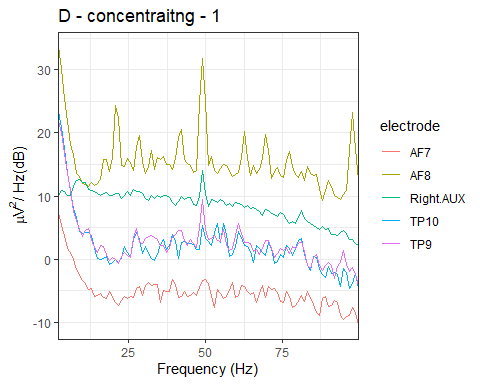 D - concentraitng - 1
μV²/ Hz(dB)
30
20
10
0
-10
25
50
75
Frequency (Hz)
electrode
AF7
AF8
Right.AUX
TP10
TP9